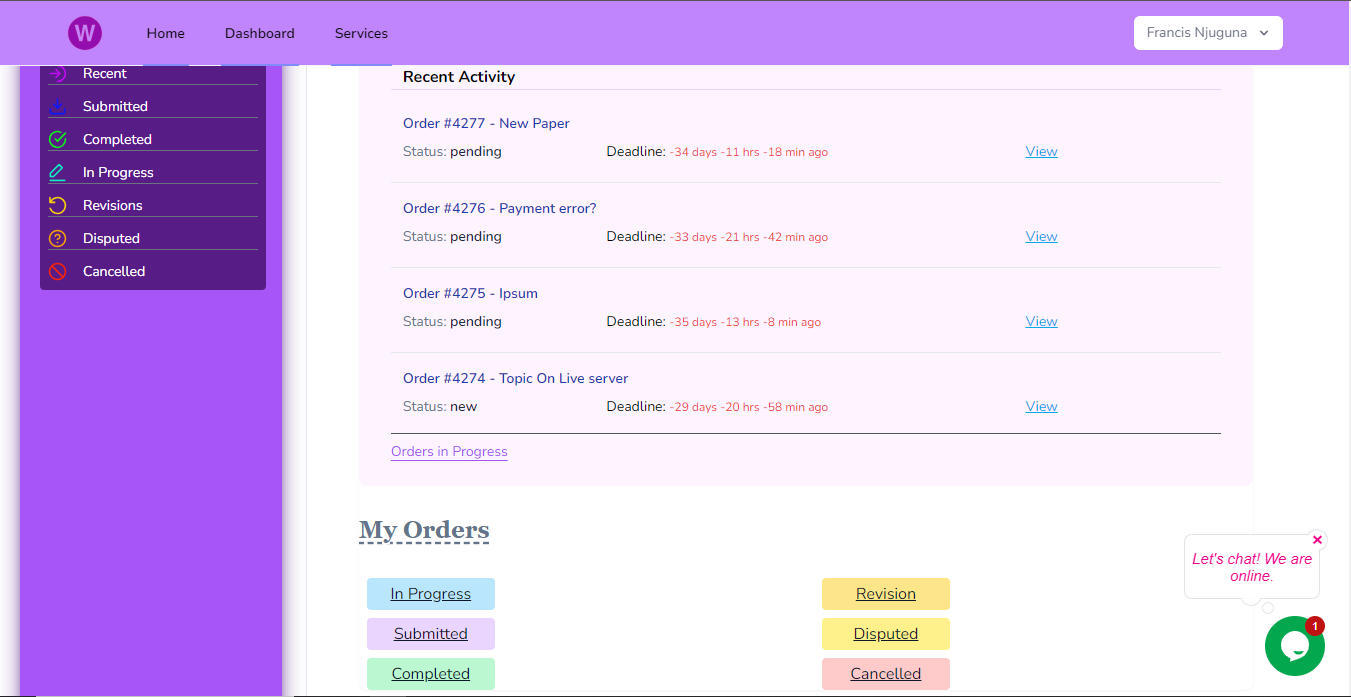 W
Home
Dashboard
Services
Francis Njuguna
Recent
Submitted
Completed
In Progress
Revisions
Disputed
Cancelled
Recent Activity
Order #4277 - New Paper
Status: pending
Deadline: -34 days -11 hrs -18 min ago
View
Order #4276 - Payment error?
Status: pending
Deadline: -33 days -21 hrs -42 min ago
View
Order #4275 - Ipsum
Status: pending
Deadline: -35 days -13 hrs -8 min ago
View
Order #4274 - Topic On Live server
Status: new
Deadline: -29 days -20 hrs -58 min ago
View
Orders in Progress
My Orders
In Progress
Revision
Submitted
Disputed
Completed
Cancelled
Let's chat! We are
online.
1